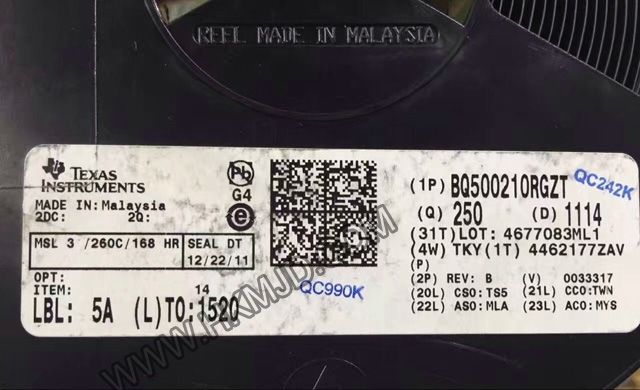 REEL MADE IN MALAYSIA
TEXAS
INSTRUMENTS
MADE IN: Malaysia
2DC: 2Q:
MSL 3 /260C/168 HR
SEAL DT
12/22/11
OPT:
ITEM: 14
LBL: 5A (L)TO:1520
Pb
G4
e
QC990K
(1P) BQ500210RGZT
QC242K
(Q) 250 (D) 1114
(31T)LOT: 4677083ML1
(4W) TKY(1T) 4462177ZAV
(P)
(2P) REV: B (V) 0033317
(20L) CSO:TS5 (21L) CCO:TWN
(22L) ASO:MLA (23L) ACO:MYS
WWW.HKMJD.COM